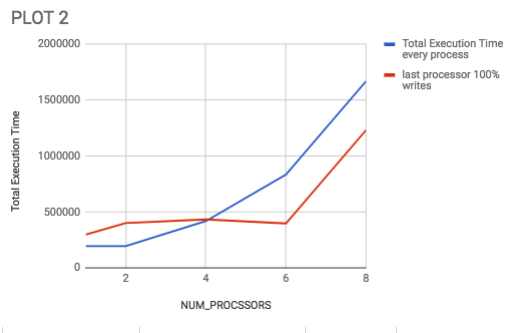 PLOT 2
2000000
1500000
1000000
500000
0
2 4 6 8
Total Execution Time
NUM_PROCSSORS
Total Execution Time
every process
last processor 100%
writes